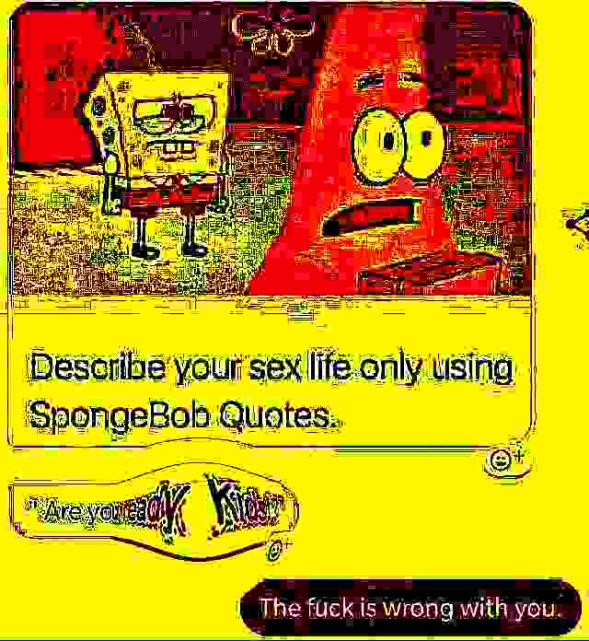 Describe your sex life only using
SpongeBob Quotes.
"Are you readY Kids"
The fuck is wrong with you.